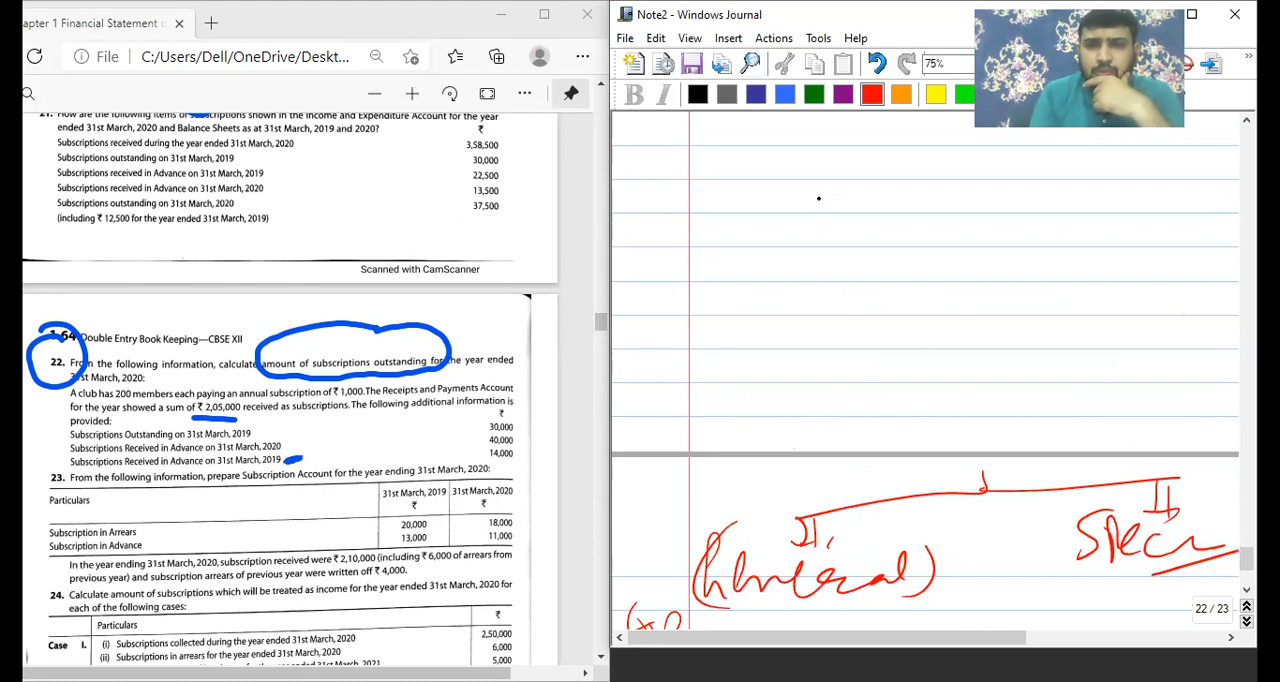 apter 1 Financial Statement o
File
C:/Users/Dell/OneDrive/Deskt...
21. How are the following items of subscriptions shown in the Income and Expenditure Account for the year
ended 31st March, 2020 and Balance Sheets as at 31st March, 2019 and 2020?
₹
Subscriptions received during the year ended 31st March, 2020 3,58,500
Subscriptions outstanding on 31st March, 2019 30,000
Subscriptions received in Advance on 31st March, 2019 22,500
Subscriptions received in Advance on 31st March, 2020 13,500
Subscriptions outstanding on 31st March, 2020 37,500
(including ₹ 12,500 for the year ended 31st March, 2019)
Scanned with CamScanner
1.64 Double Entry Book Keeping—CBSE XII
22. From the following information, calculate amount of subscriptions outstanding for the year ended
31st March, 2020:
A club has 200 members each paying an annual subscription of ₹ 1,000. The Receipts and Payments Account
for the year showed a sum of ₹ 2,05,000 received as subscriptions. The following additional information is
provided: ₹
Subscriptions Outstanding on 31st March, 2019 30,000
Subscriptions Received in Advance on 31st March, 2020 40,000
Subscriptions Received in Advance on 31st March, 2019 14,000
23. From the following information, prepare Subscription Account for the year ending 31st March, 2020:
Particulars 31st March, 2019 31st March, 2020
₹ ₹
Subscription in Arrears 20,000 18,000
Subscription in Advance 13,000 11,000
In the year ending 31st March, 2020, subscription received were ₹ 2,10,000 (including ₹ 6,000 of arrears from
previous year) and subscription arrears of previous year were written off ₹ 4,000.
24. Calculate amount of subscriptions which will be treated as income for the year ended 31st March, 2020 for
each of the following cases:
Particulars ₹
Case I. (i) Subscriptions collected during the year ended 31st March, 2020 2,50,000
(ii) Subscriptions in arrears for the year ended 31st March, 2020 6,000
31st March, 2021 5,000
Note2 - Windows Journal
File Edit View Insert Actions Tools Help
75%
B I
22 / 23